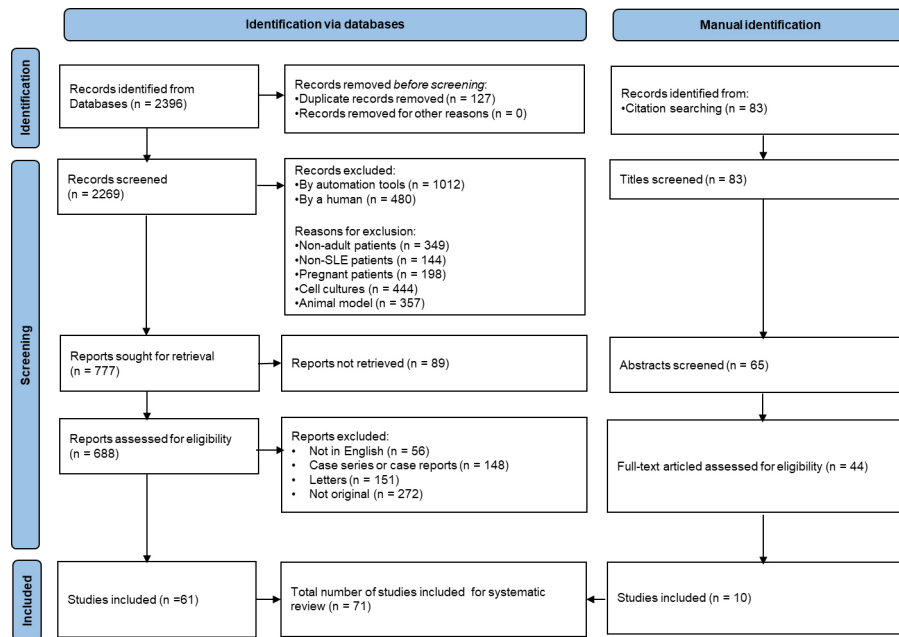 Identification via databases
Manual identification
Identification
Records identified from
Databases (n = 2396)
Records removed before screening:
•Duplicate records removed (n = 127)
•Records removed for other reasons (n = 0)
Records identified from:
•Citation searching (n = 83)
Screening
Records screened
(n = 2269)
Records excluded:
•By automation tools (n = 1012)
•By a human (n = 480)
Reasons for exclusion:
•Non-adult patients (n = 349)
•Non-SLE patients (n = 144)
•Pregnant patients (n = 198)
•Cell cultures (n = 444)
•Animal model (n = 357)
Titles screened (n = 83)
Reports sought for retrieval
(n = 777)
Reports not retrieved (n = 89)
Abstracts screened (n = 65)
Reports assessed for eligibility
(n = 688)
Reports excluded:
• Not in English (n = 56)
• Case series or case reports (n = 148)
• Letters (n = 151)
• Not original (n = 272)
Full-text articled assessed for eligibility (n = 44)
Included
Studies included (n =61)
Total number of studies included for systematic
review (n = 71)
Studies included (n = 10)